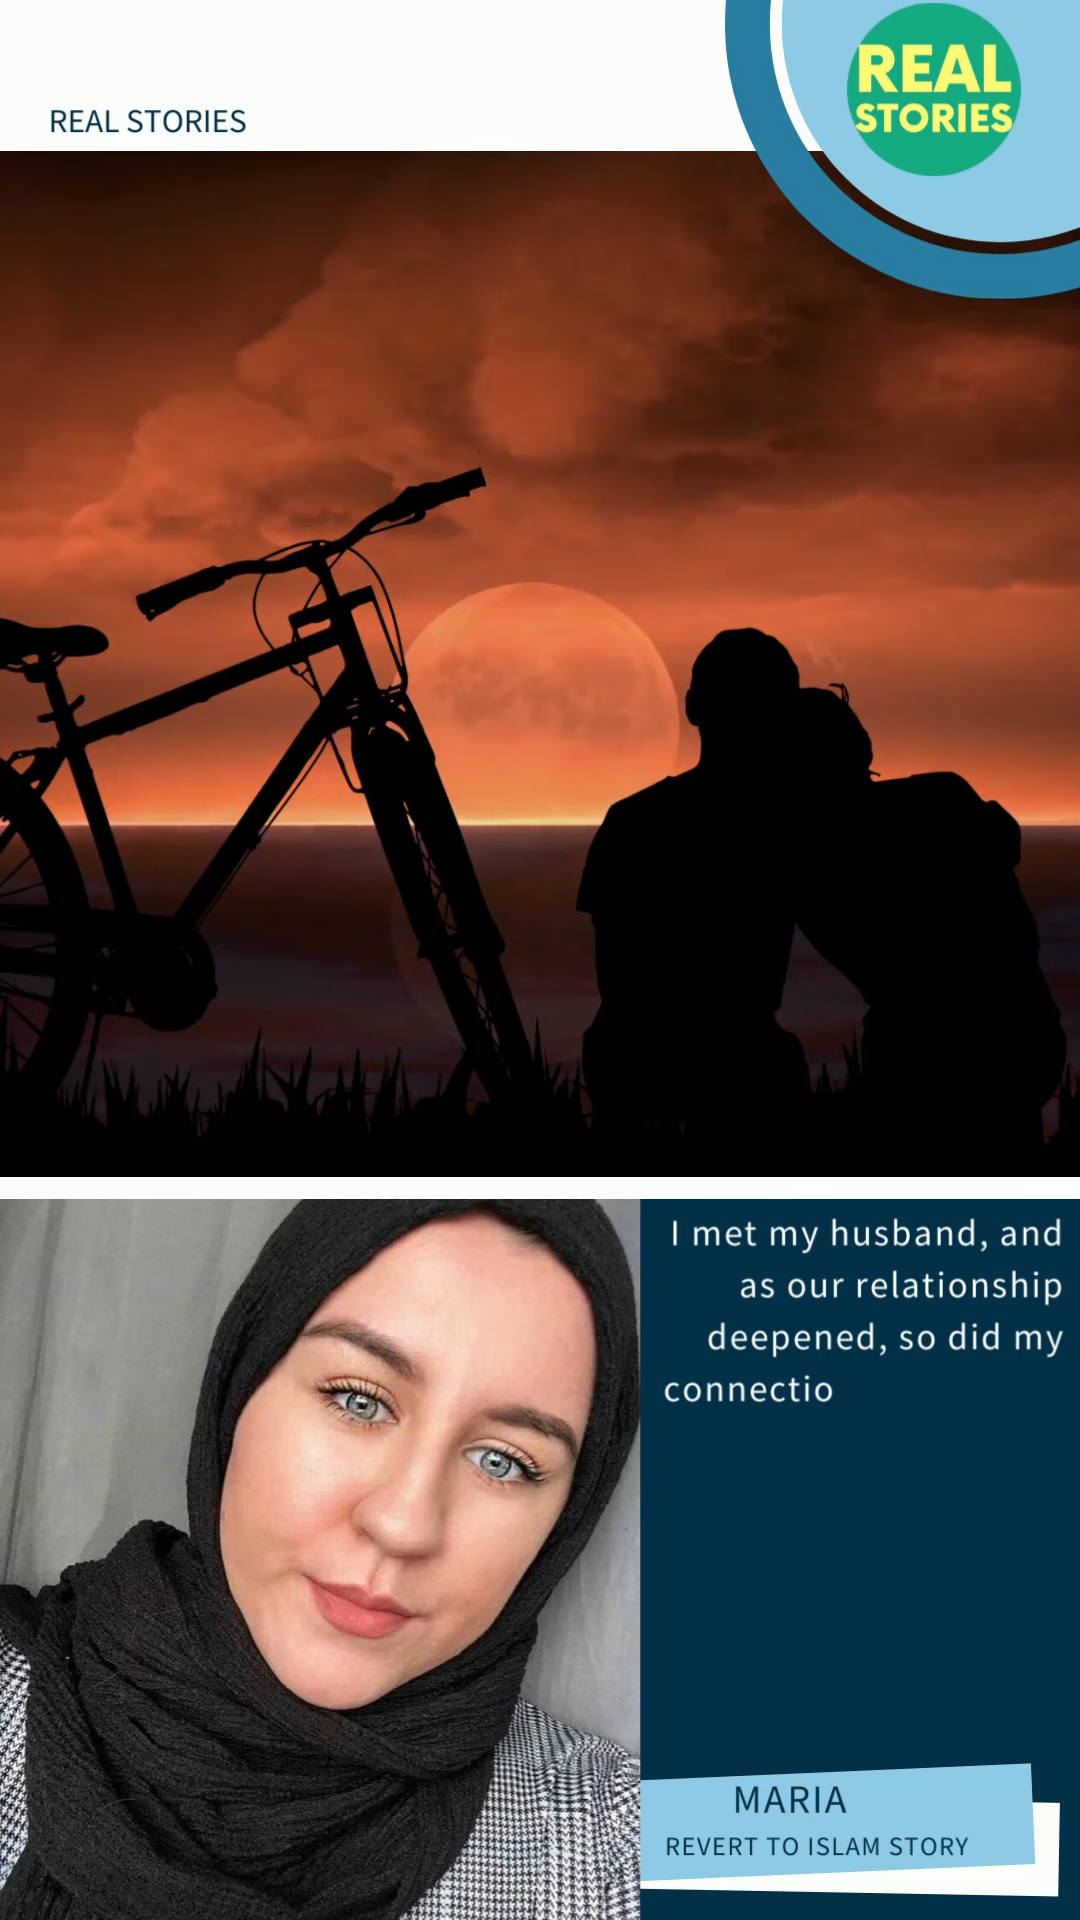 REAL STORIES
REAL
STORIES
I met my husband, and
as our relationship
deepened, so did my
connectio
MARIA
REVERT TO ISLAM STORY